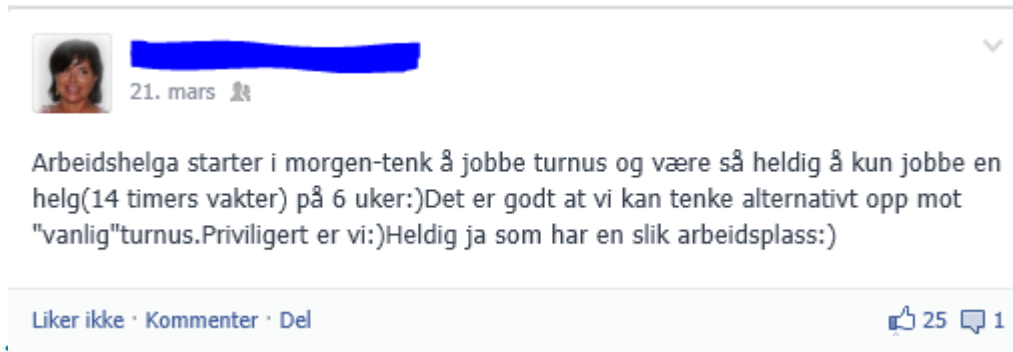 21. mars
Arbeidshelga starter i morgen-tenk å jobbe turnus og være så heldig å kun jobbe en
helg(14 timers vakter) på 6 uker:)Det er godt at vi kan tenke alternativt opp mot
"vanlig"turnus.Priviligert er vi:)Heldig ja som har en slik arbeidsplass:)
Liker ikke · Kommenter · Del 25 1